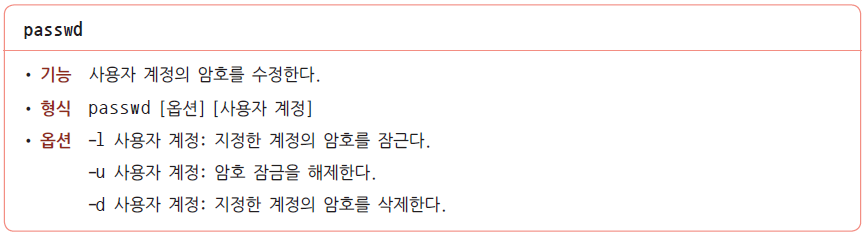 passwd
• 기능 사용자 계정의 암호를 수정한다.
• 형식 passwd [옵션] [사용자 계정]
• 옵션 -l 사용자 계정: 지정한 계정의 암호를 잠근다.
-u 사용자 계정: 암호 잠금을 해제한다.
-d 사용자 계정: 지정한 계정의 암호를 삭제한다.